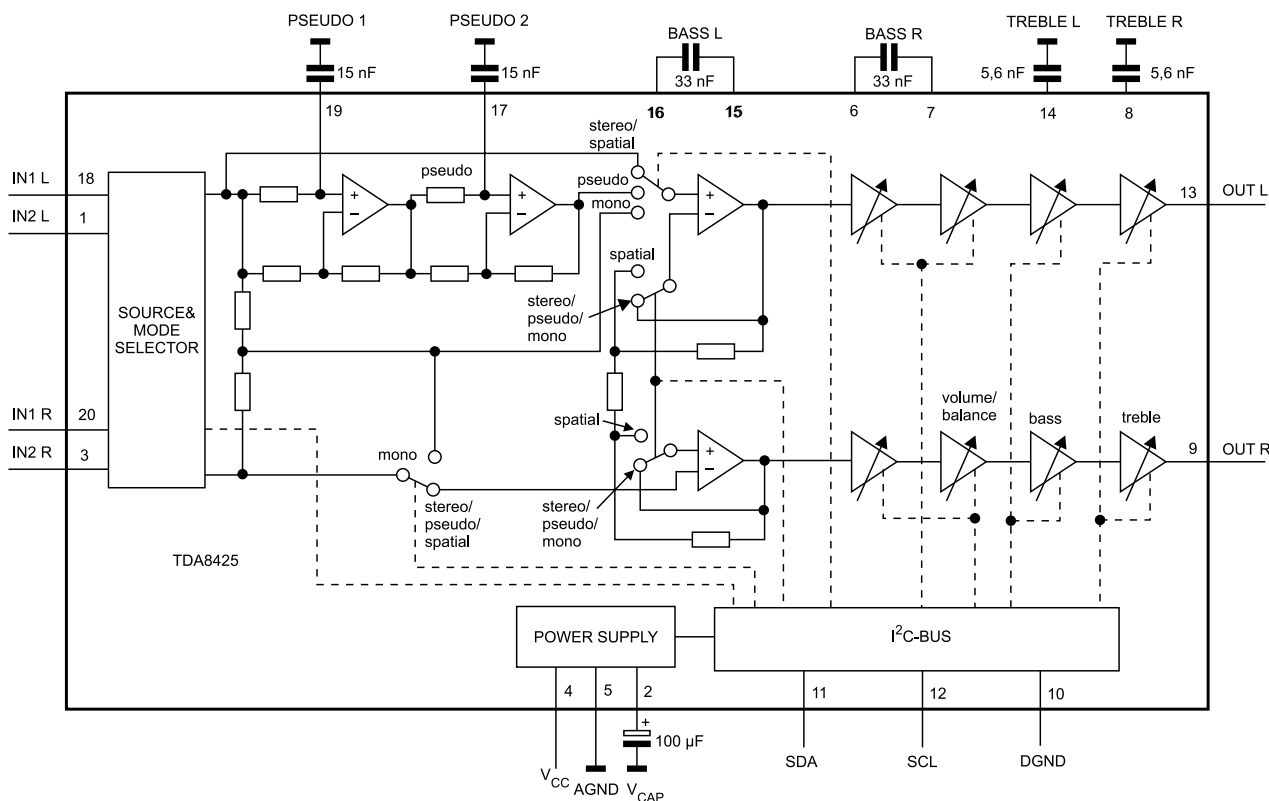 PSEUDO 1
PSEUDO 2
BASS L
BASS R
TREBLE L
TREBLE R
15 nF
15 nF
33 nF
33 nF
5,6 nF
5,6 nF
19
17
16
15
6
7
14
8
stereo/
spatial
IN1 L
18
pseudo
pseudo
mono
13
OUT L
IN2 L
1
+
−
+
−
+
−
spatial
SOURCE&
MODE
SELECTOR
stereo/
pseudo/
mono
IN1 R
20
IN2 R
3
volume/
balance
bass
treble
spatial
mono
+
−
9
OUT R
stereo/
pseudo/
spatial
stereo/
pseudo/
mono
TDA8425
POWER SUPPLY
I²C-BUS
4
5
2
11
12
10
+
100 µF
VCC
AGND
VCAP
SDA
SCL
DGND